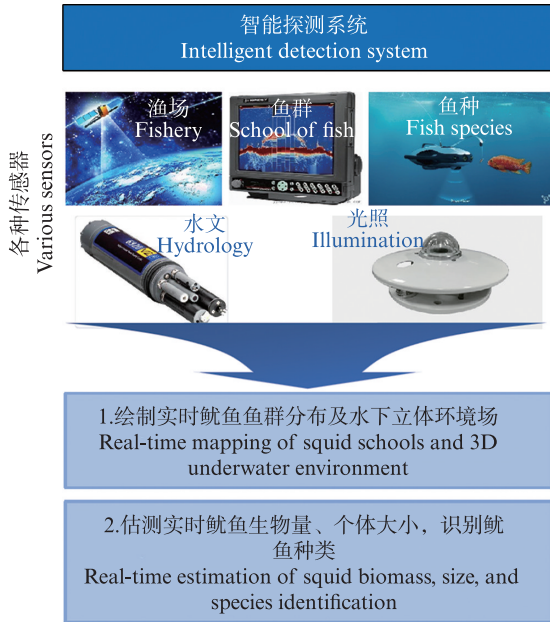 智能探测系统
Intelligent detection system
各种传感器
Various sensors
渔场
Fishery
鱼群
School of fish
鱼种
Fish species
水文
Hydrology
光照
Illumination
1.绘制实时鱿鱼鱼群分布及水下立体环境场
Real-time mapping of squid schools and 3D
underwater environment
2.估测实时鱿鱼生物量、个体大小，识别鱿
鱼种类
Real-time estimation of squid biomass, size, and
species identification